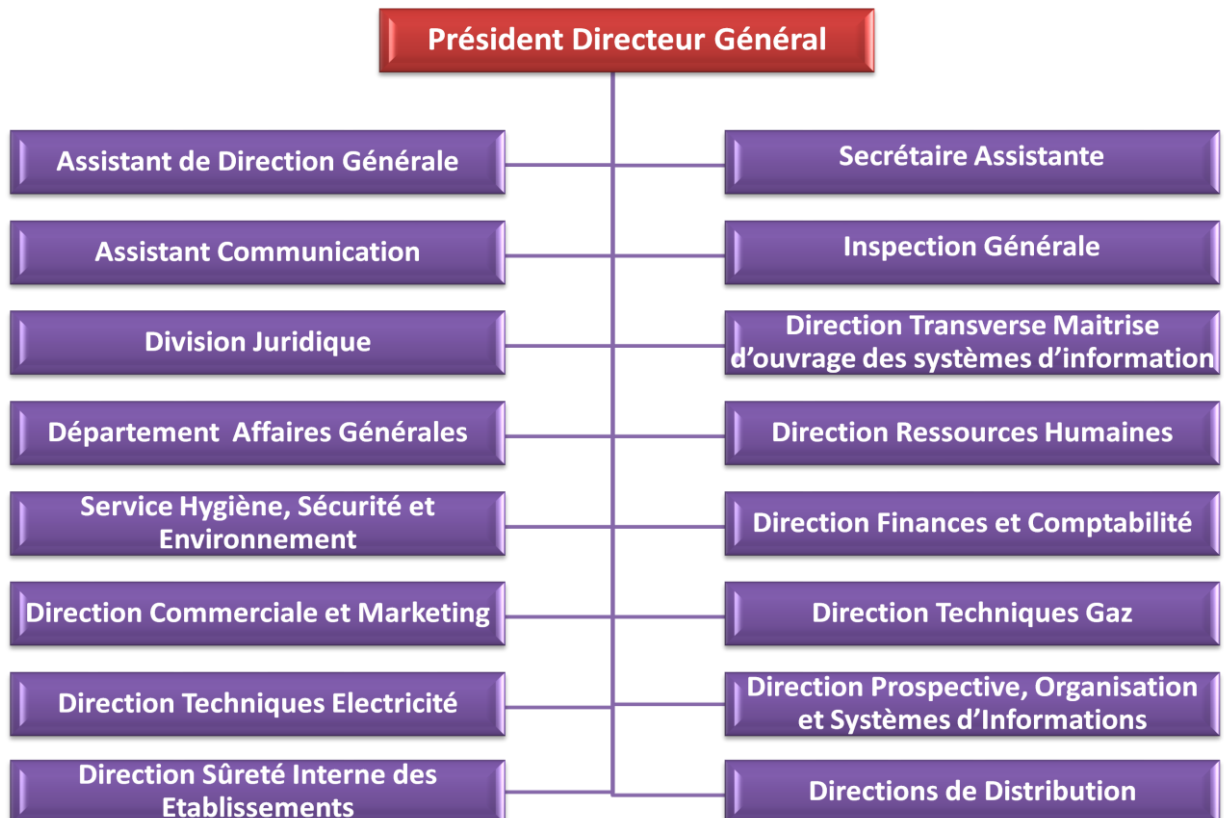 Président Directeur Général
Assistant de Direction Générale
Secrétaire Assistante
Assistant Communication
Inspection Générale
Division Juridique
Direction Transverse Maitrise
d’ouvrage des systèmes d’information
Département  Affaires Générales
Direction Ressources Humaines
Service Hygiène, Sécurité et
Environnement
Direction Finances et Comptabilité
Direction Commerciale et Marketing
Direction Techniques Gaz
Direction Techniques Electricité
Direction Prospective, Organisation
et Systèmes d’Informations
Direction Sûreté Interne des
Etablissements
Directions de Distribution